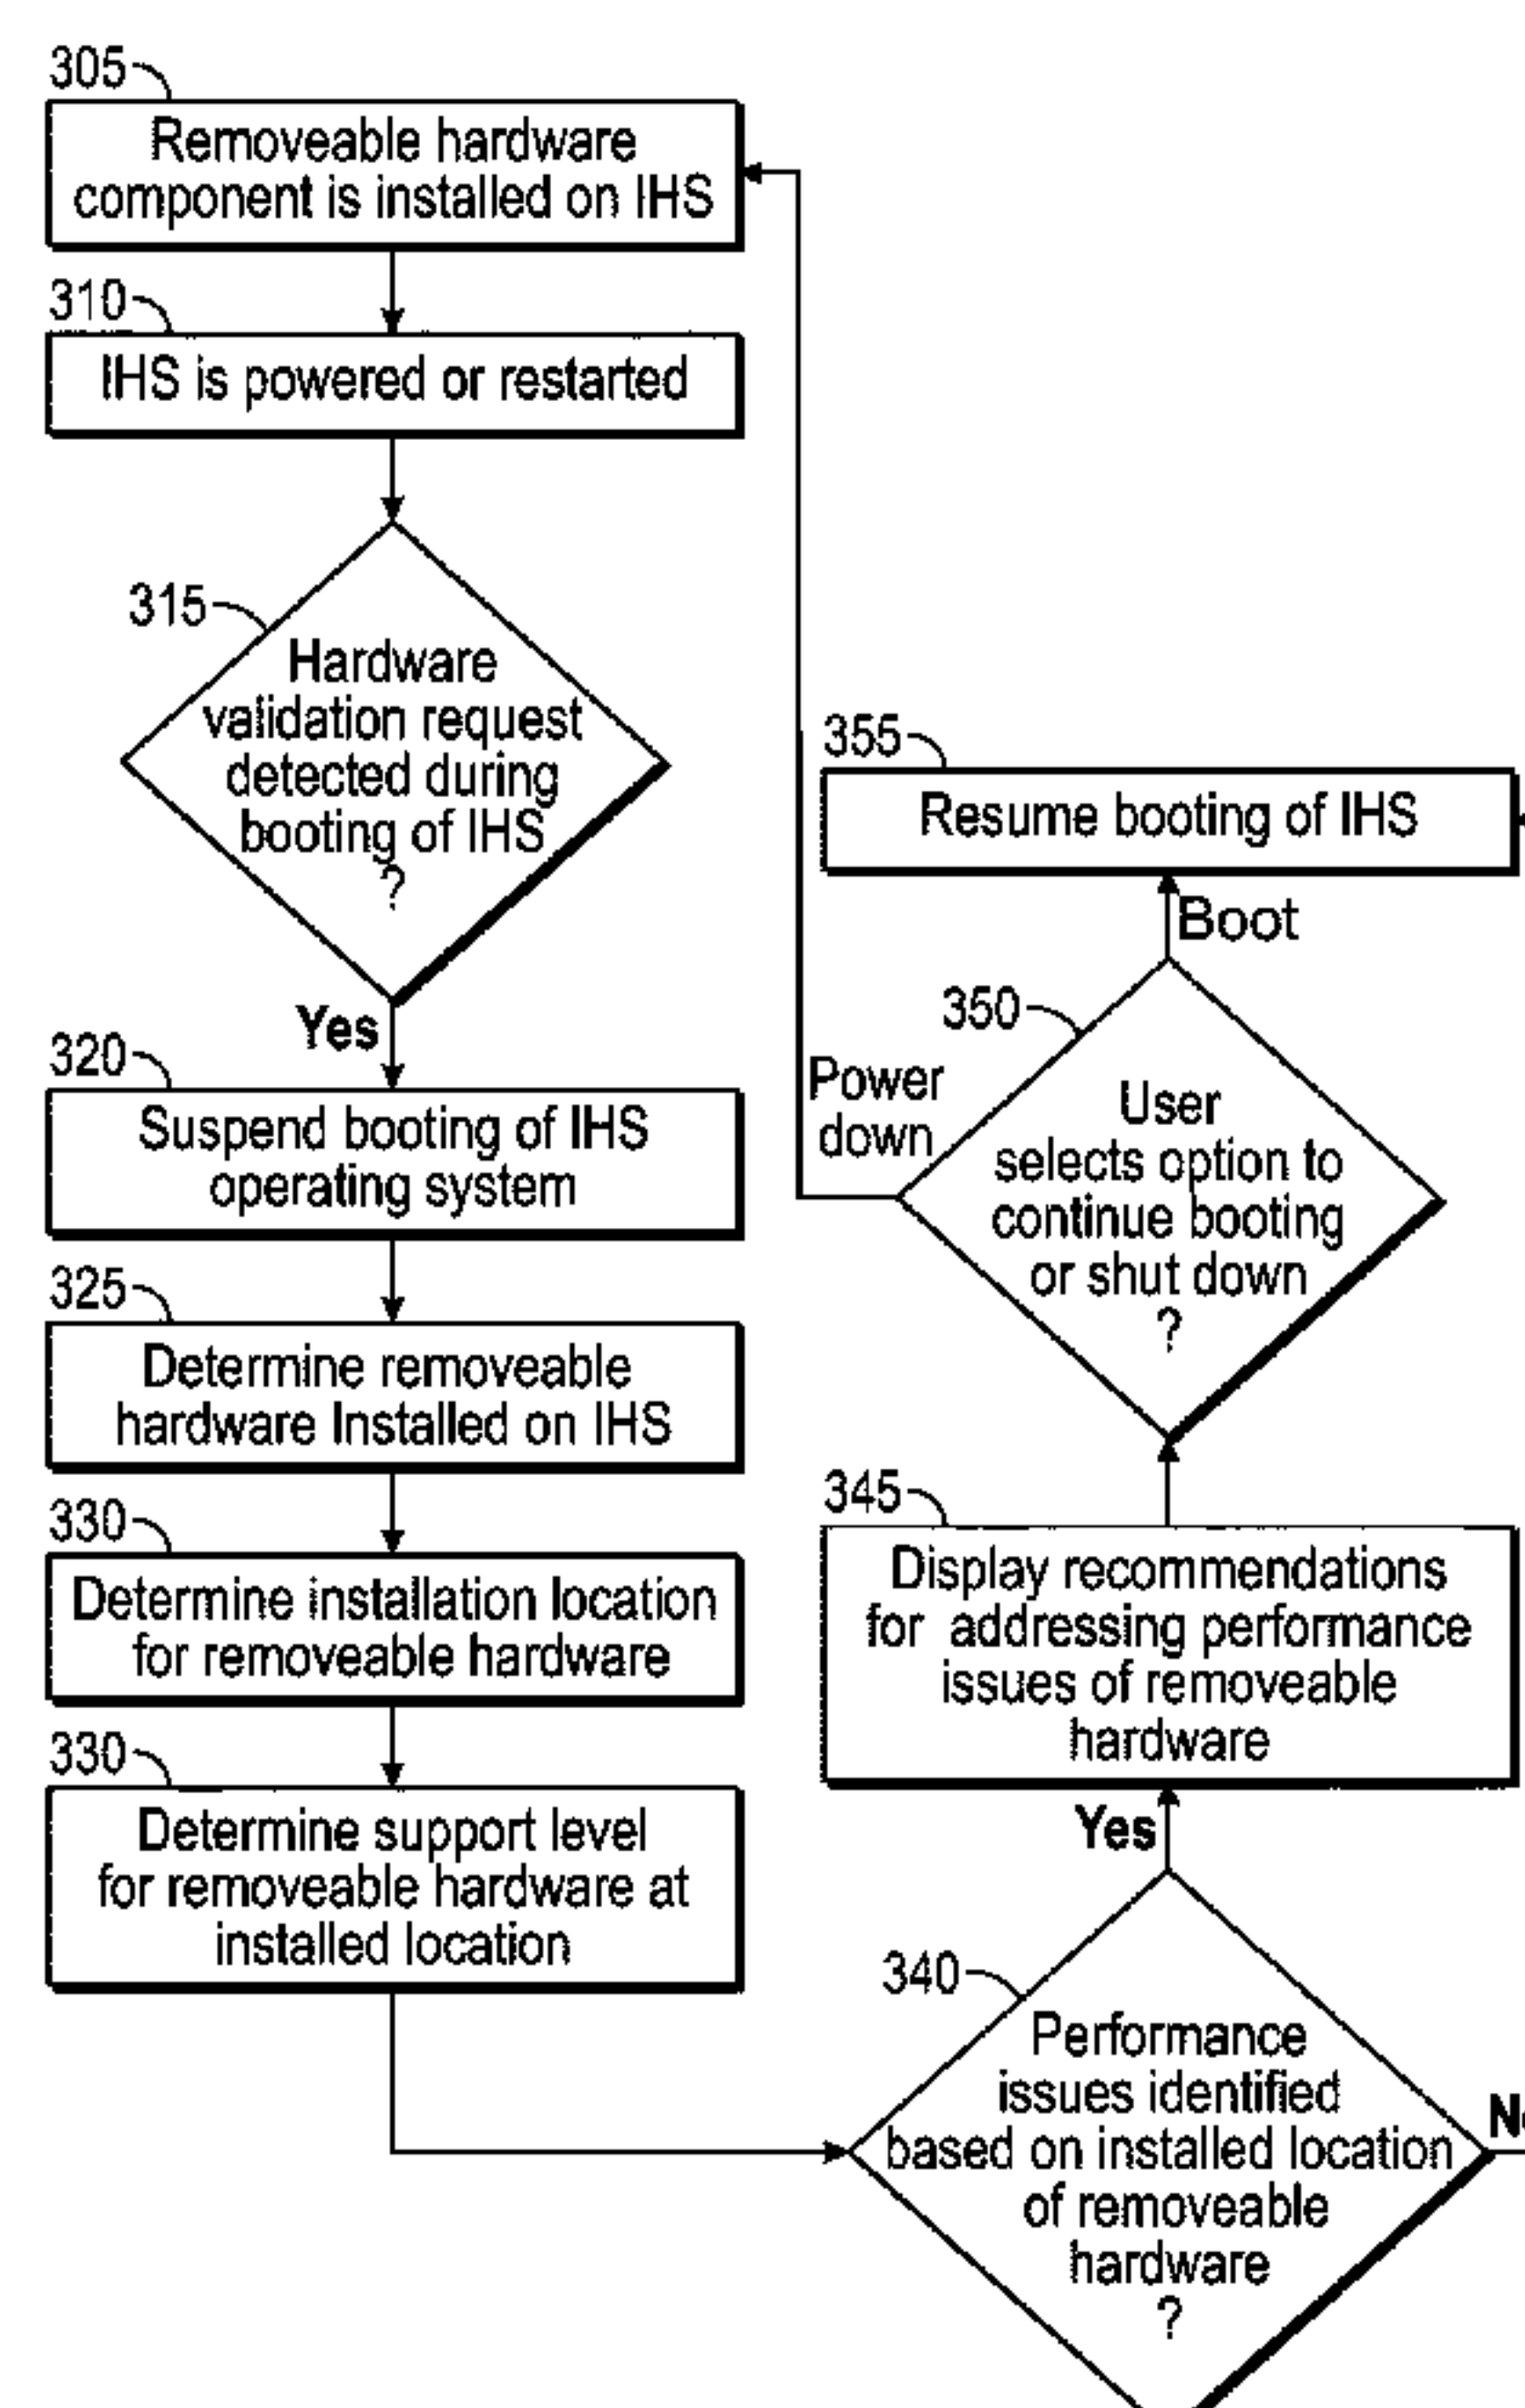 305
Removeable hardware
component is installed on IHS
310
IHS is powered or restarted
315
Hardware
validation request
detected during
booting of IHS
?
Yes
320
Suspend booting of IHS
operating system
325
Determine removeable
hardware Installed on IHS
330
Determine installation location
for removeable hardware
330
Determine support level
for removeable hardware at
installed location
355
Resume booting of IHS
Boot
350
Power
down
User
selects option to
continue booting
or shut down
?
345
Display recommendations
for addressing performance
issues of removeable
hardware
Yes
340
Performance
issues identified
based on installed location
of removeable
hardware
?